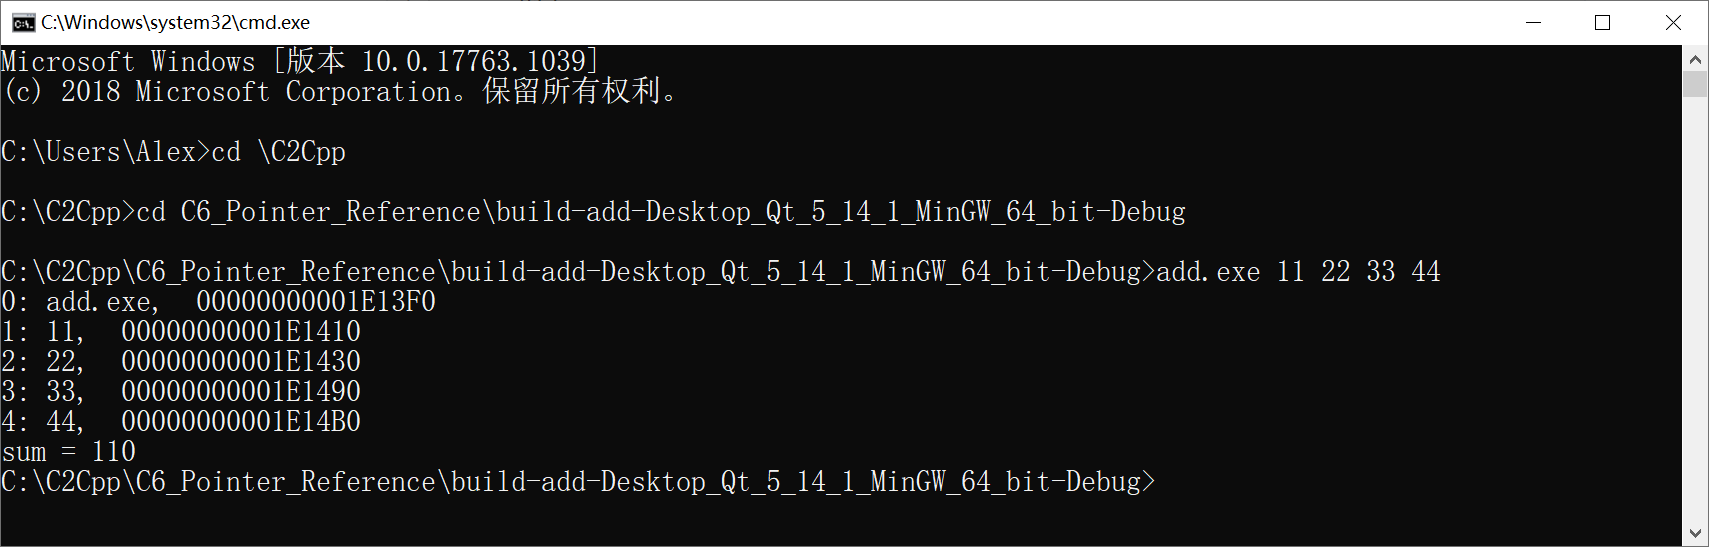 C:\Windows\system32\cmd.exe
Microsoft Windows [版本 10.0.17763.1039]
(c) 2018 Microsoft Corporation。保留所有权利。
C:\Users\Alex>cd \C2Cpp
C:\C2Cpp>cd C6_Pointer_Reference\build-add-Desktop_Qt_5_14_1_MinGW_64_bit-Debug
C:\C2Cpp\C6_Pointer_Reference\build-add-Desktop_Qt_5_14_1_MinGW_64_bit-Debug>add.exe 11 22 33 44
0: add.exe,  00000000001E13F0
1: 11,  00000000001E1410
2: 22,  00000000001E1430
3: 33,  00000000001E1490
4: 44,  00000000001E14B0
sum = 110
C:\C2Cpp\C6_Pointer_Reference\build-add-Desktop_Qt_5_14_1_MinGW_64_bit-Debug>